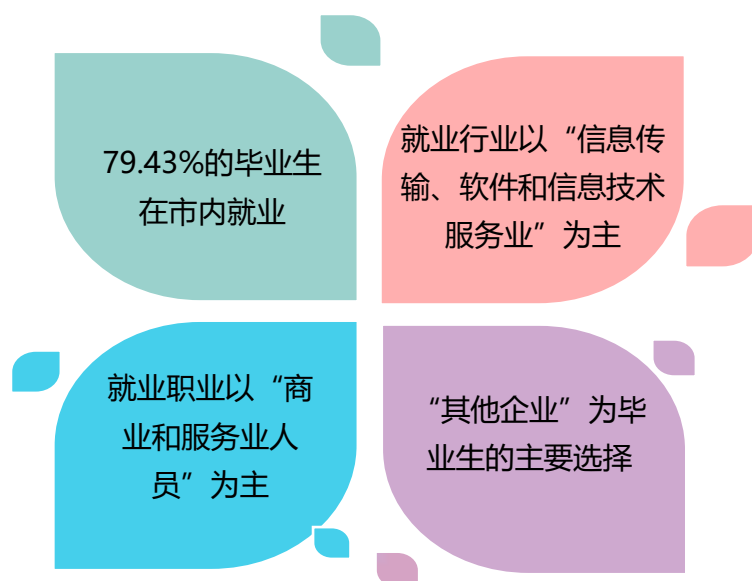 79.43%的毕业生
在市内就业
就业行业以“信息传
输、软件和信息技术
服务业”为主
就业职业以“商
业和服务业人
员”为主
“其他企业”为毕
业生的主要选择